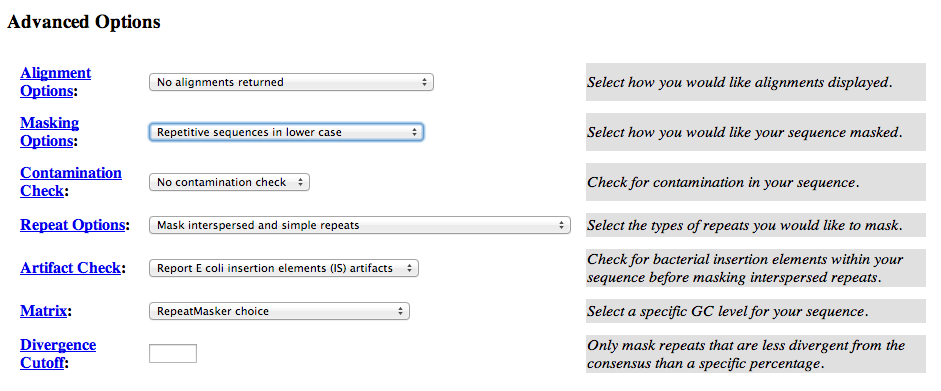 Advanced Options
Alignment
Options:
No alignments returned
Select how you would like alignments displayed.
Masking
Options:
Repetitive sequences in lower case
Select how you would like your sequence masked.
Contamination
Check:
No contamination check
Check for contamination in your sequence.
Repeat Options:
Mask interspersed and simple repeats
Select the types of repeats you would like to mask.
Artifact Check:
Report E coli insertion elements (IS) artifacts
Check for bacterial insertion elements within your
sequence before masking interspersed repeats.
Matrix:
RepeatMasker choice
Select a specific GC level for your sequence.
Divergence
Cutoff:
Only mask repeats that are less divergent from the
consensus than a specific percentage.